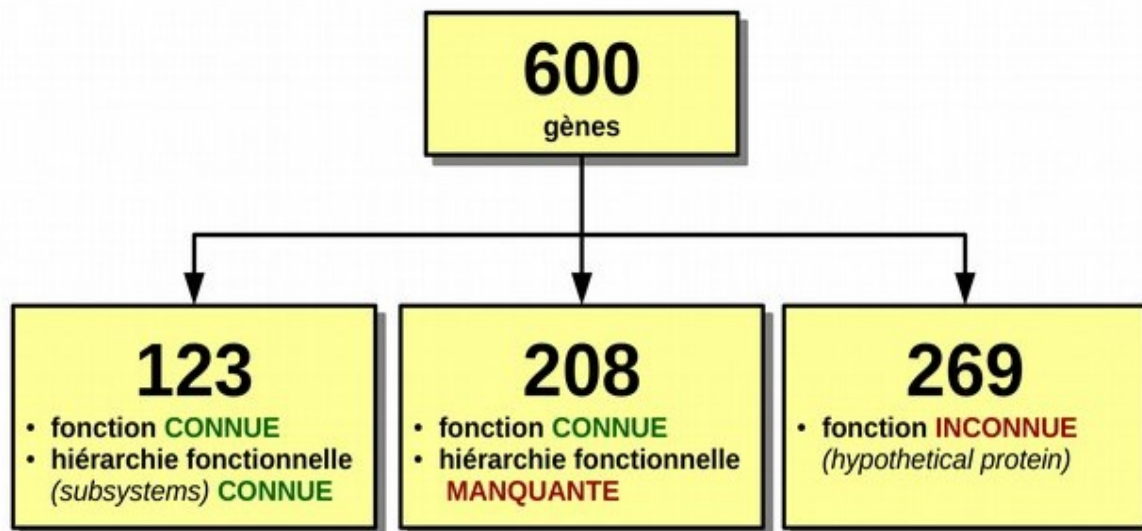 600
gènes
123
• fonction CONNUE
• hiérarchie fonctionnelle
(subsystems) CONNUE
208
• fonction CONNUE
• hiérarchie fonctionnelle
MANQUANTE
269
• fonction INCONNUE
(hypothetical protein)